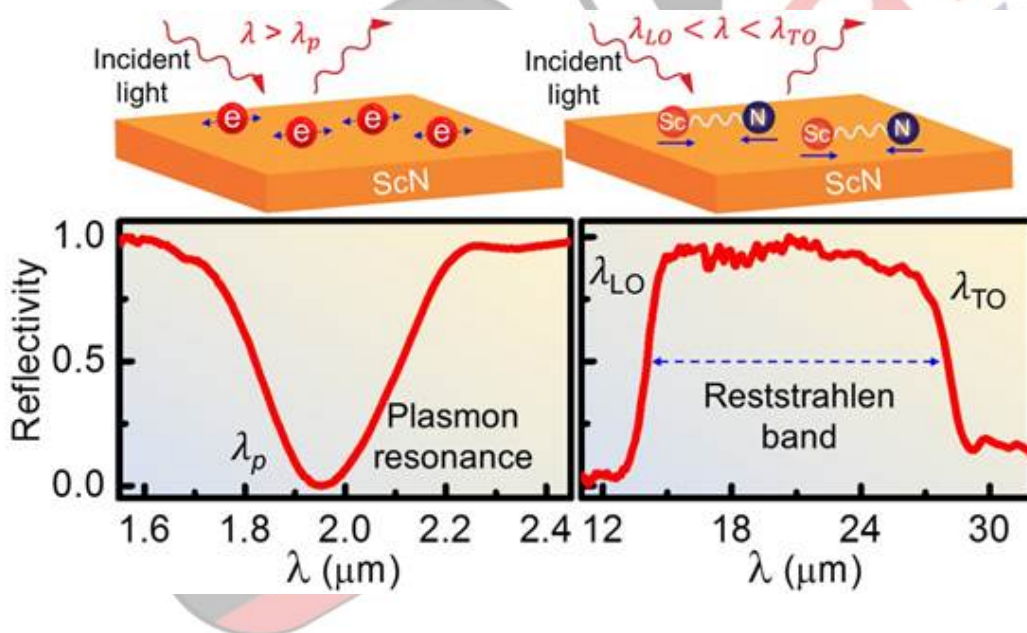 λ > λp
Incident
light
e e e e
ScN
λLO < λ < λTO
Incident
light
Sc N
Sc N
ScN
Reflectivity
1.0
0.5
0.0
λp
Plasmon
resonance
1.6 1.8 2.0 2.2 2.4
λ (μm)
λLO
λTO
Reststrahlen
band
12 18 24 30
λ (μm)